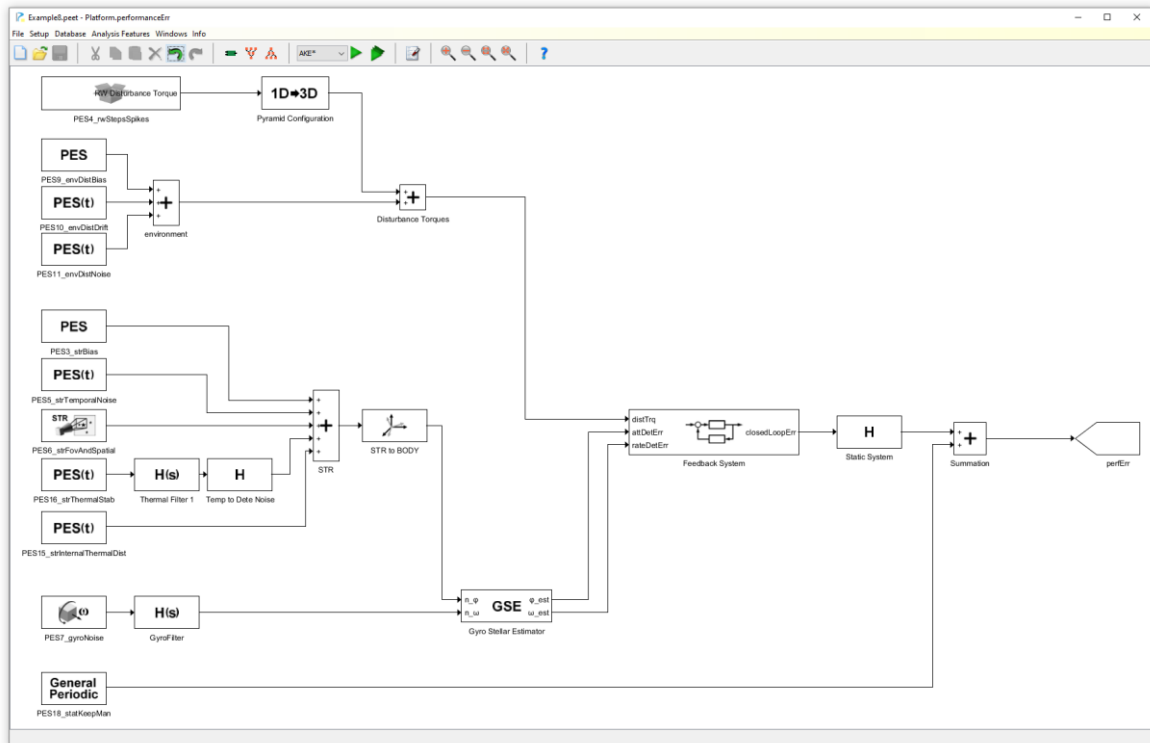 Example8.peet - Platform.performanceErr
File Setup Database Analysis Features Windows Info
AKE*
?
RW Disturbance Torque
PES4_rwStepsSpikes
1D➡3D
Pyramid Configuration
PES
PES9_envDistBias
PES(t)
PES10_envDistDrift
PES(t)
PES11_envDistNoise
+
+
+
+
environment
+
+
+
Disturbance Torques
PES
PES3_strBias
PES(t)
PES5_strTemporalNoise
STR
PES6_strFovAndSpatial
PES(t)
PES16_strThermalStab
H(s)
Thermal Filter 1
H
Temp to Dete Noise
PES(t)
PES15_strInternalThermalDist
+
+
+
+
+
+
STR
STR to BODY
ω
PES7_gyroNoise
H(s)
GyroFilter
n_φ
n_ω
GSE
φ_est
ω_est
Gyro Stellar Estimator
distTrq
attDetErr
rateDetErr
closedLoopErr
Feedback System
H
Static System
+
+
+
Summation
perfErr
General
Periodic
PES18_statKeepMan